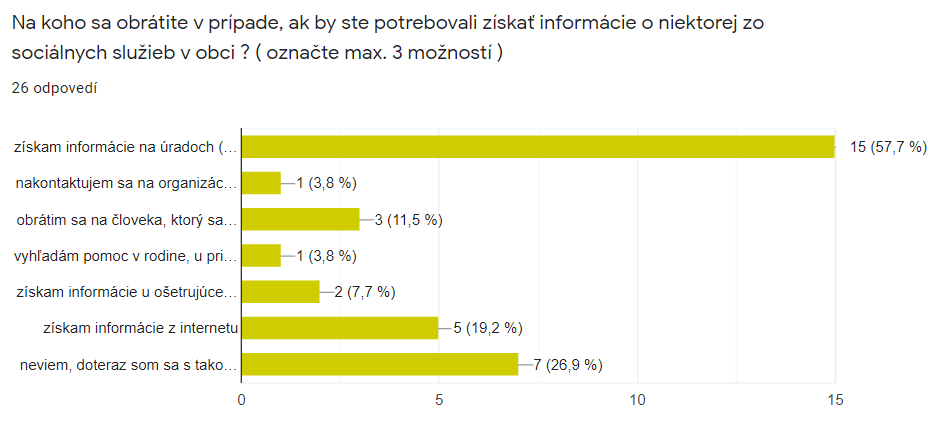 Na koho sa obrátite v prípade, ak by ste potrebovali získať informácie o niektorej zo
sociálnych služieb v obci ? ( označte max. 3 možností )
26 odpovedí
získam informácie na úradoch (…
15 (57,7 %)
nakontaktujem sa na organizác…
1 (3,8 %)
obrátim sa na človeka, ktorý sa…
3 (11,5 %)
vyhľadám pomoc v rodine, u pri…
1 (3,8 %)
získam informácie u ošetrujúce…
2 (7,7 %)
získam informácie z internetu
5 (19,2 %)
neviem, doteraz som sa s tako…
7 (26,9 %)
0 5 10 15